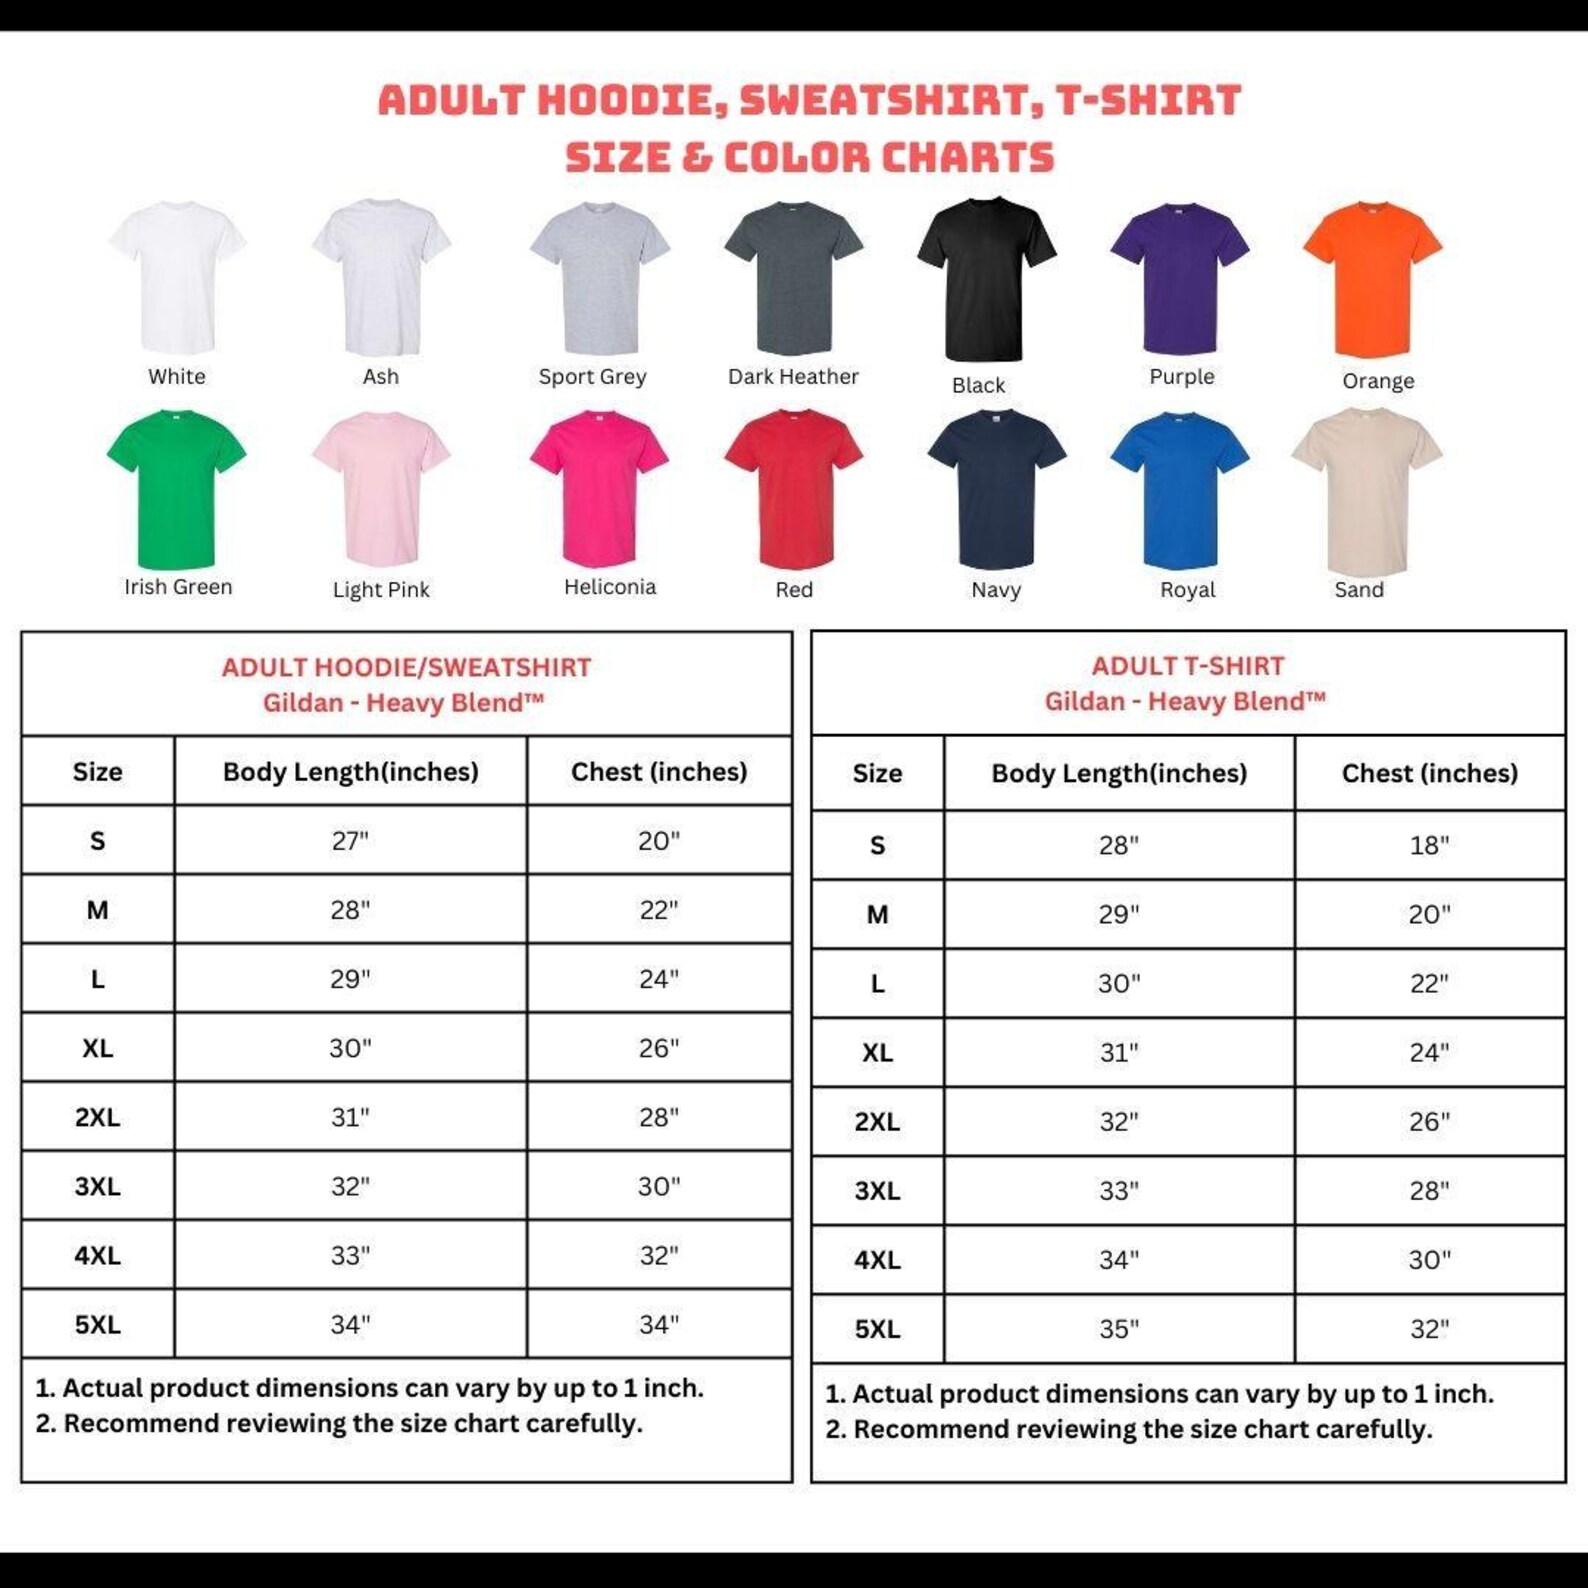 ADULT HOODIE, SWEATSHIRT, T-SHIRT
SIZE & COLOR CHARTS
White Ash Sport Grey Dark Heather Black Purple Orange
Irish Green Light Pink Heliconia Red Navy Royal Sand
ADULT HOODIE/SWEATSHIRT
Gildan - Heavy Blend™
Size Body Length(inches) Chest (inches)
S 27" 20"
M 28" 22"
L 29" 24"
XL 30" 26"
2XL 31" 28"
3XL 32" 30"
4XL 33" 32"
5XL 34" 34"
1. Actual product dimensions can vary by up to 1 inch.
2. Recommend reviewing the size chart carefully.
ADULT T-SHIRT
Gildan - Heavy Blend™
Size Body Length(inches) Chest (inches)
S 28" 18"
M 29" 20"
L 30" 22"
XL 31" 24"
2XL 32" 26"
3XL 33" 28"
4XL 34" 30"
5XL 35" 32"
1. Actual product dimensions can vary by up to 1 inch.
2. Recommend reviewing the size chart carefully.